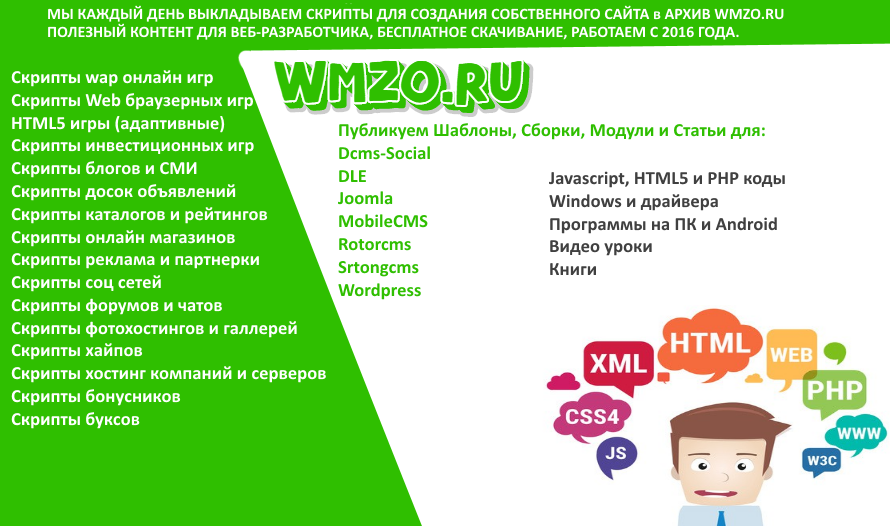 МЫ КАЖДЫЙ ДЕНЬ ВЫКЛАДЫВАЕМ СКРИПТЫ ДЛЯ СОЗДАНИЯ СОБСТВЕННОГО САЙТА в АРХИВ WMZO.RU
ПОЛЕЗНЫЙ КОНТЕНТ ДЛЯ ВЕБ-РАЗРАБОТЧИКА, БЕСПЛАТНОЕ СКАЧИВАНИЕ, РАБОТАЕМ С 2016 ГОДА.
WMZO.RU
Скрипты wap онлайн игр
Скрипты Web браузерных игр
HTML5 игры (адаптивные)
Скрипты инвестиционных игр
Скрипты блогов и СМИ
Скрипты досок объявлений
Скрипты каталогов и рейтингов
Скрипты онлайн магазинов
Скрипты реклама и партнерки
Скрипты соц сетей
Скрипты форумов и чатов
Скрипты фотохостингов и галлерей
Скрипты хайпов
Скрипты хостинг компаний и серверов
Скрипты бонусников
Скрипты буксов
Публикуем Шаблоны, Сборки, Модули и Статьи для:
Dcms-Social
DLE
Joomla
MobileCMS
Rotorcms
Srtongcms
Wordpress
Javascript, HTML5 и PHP коды
Windows и драйвера
Программы на ПК и Android
Видео уроки
Книги
XML
HTML
WEB
PHP
CSS4
WWW
JS
W3C